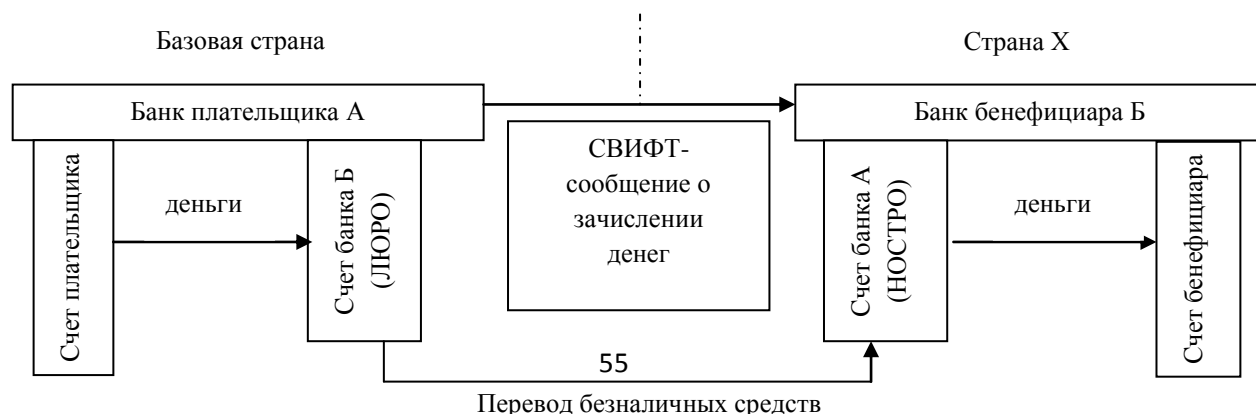 Базовая страна
Страна X
Банк плательщика А
Банк бенефициара Б
Счет плательщика
деньги
Счет банка Б
(ЛЮРО)
СВИФТ-
сообщение о
зачислении
денег
Счет банка А
(НОСТРО)
деньги
Счет бенефициара
55
Перевод безналичных средств